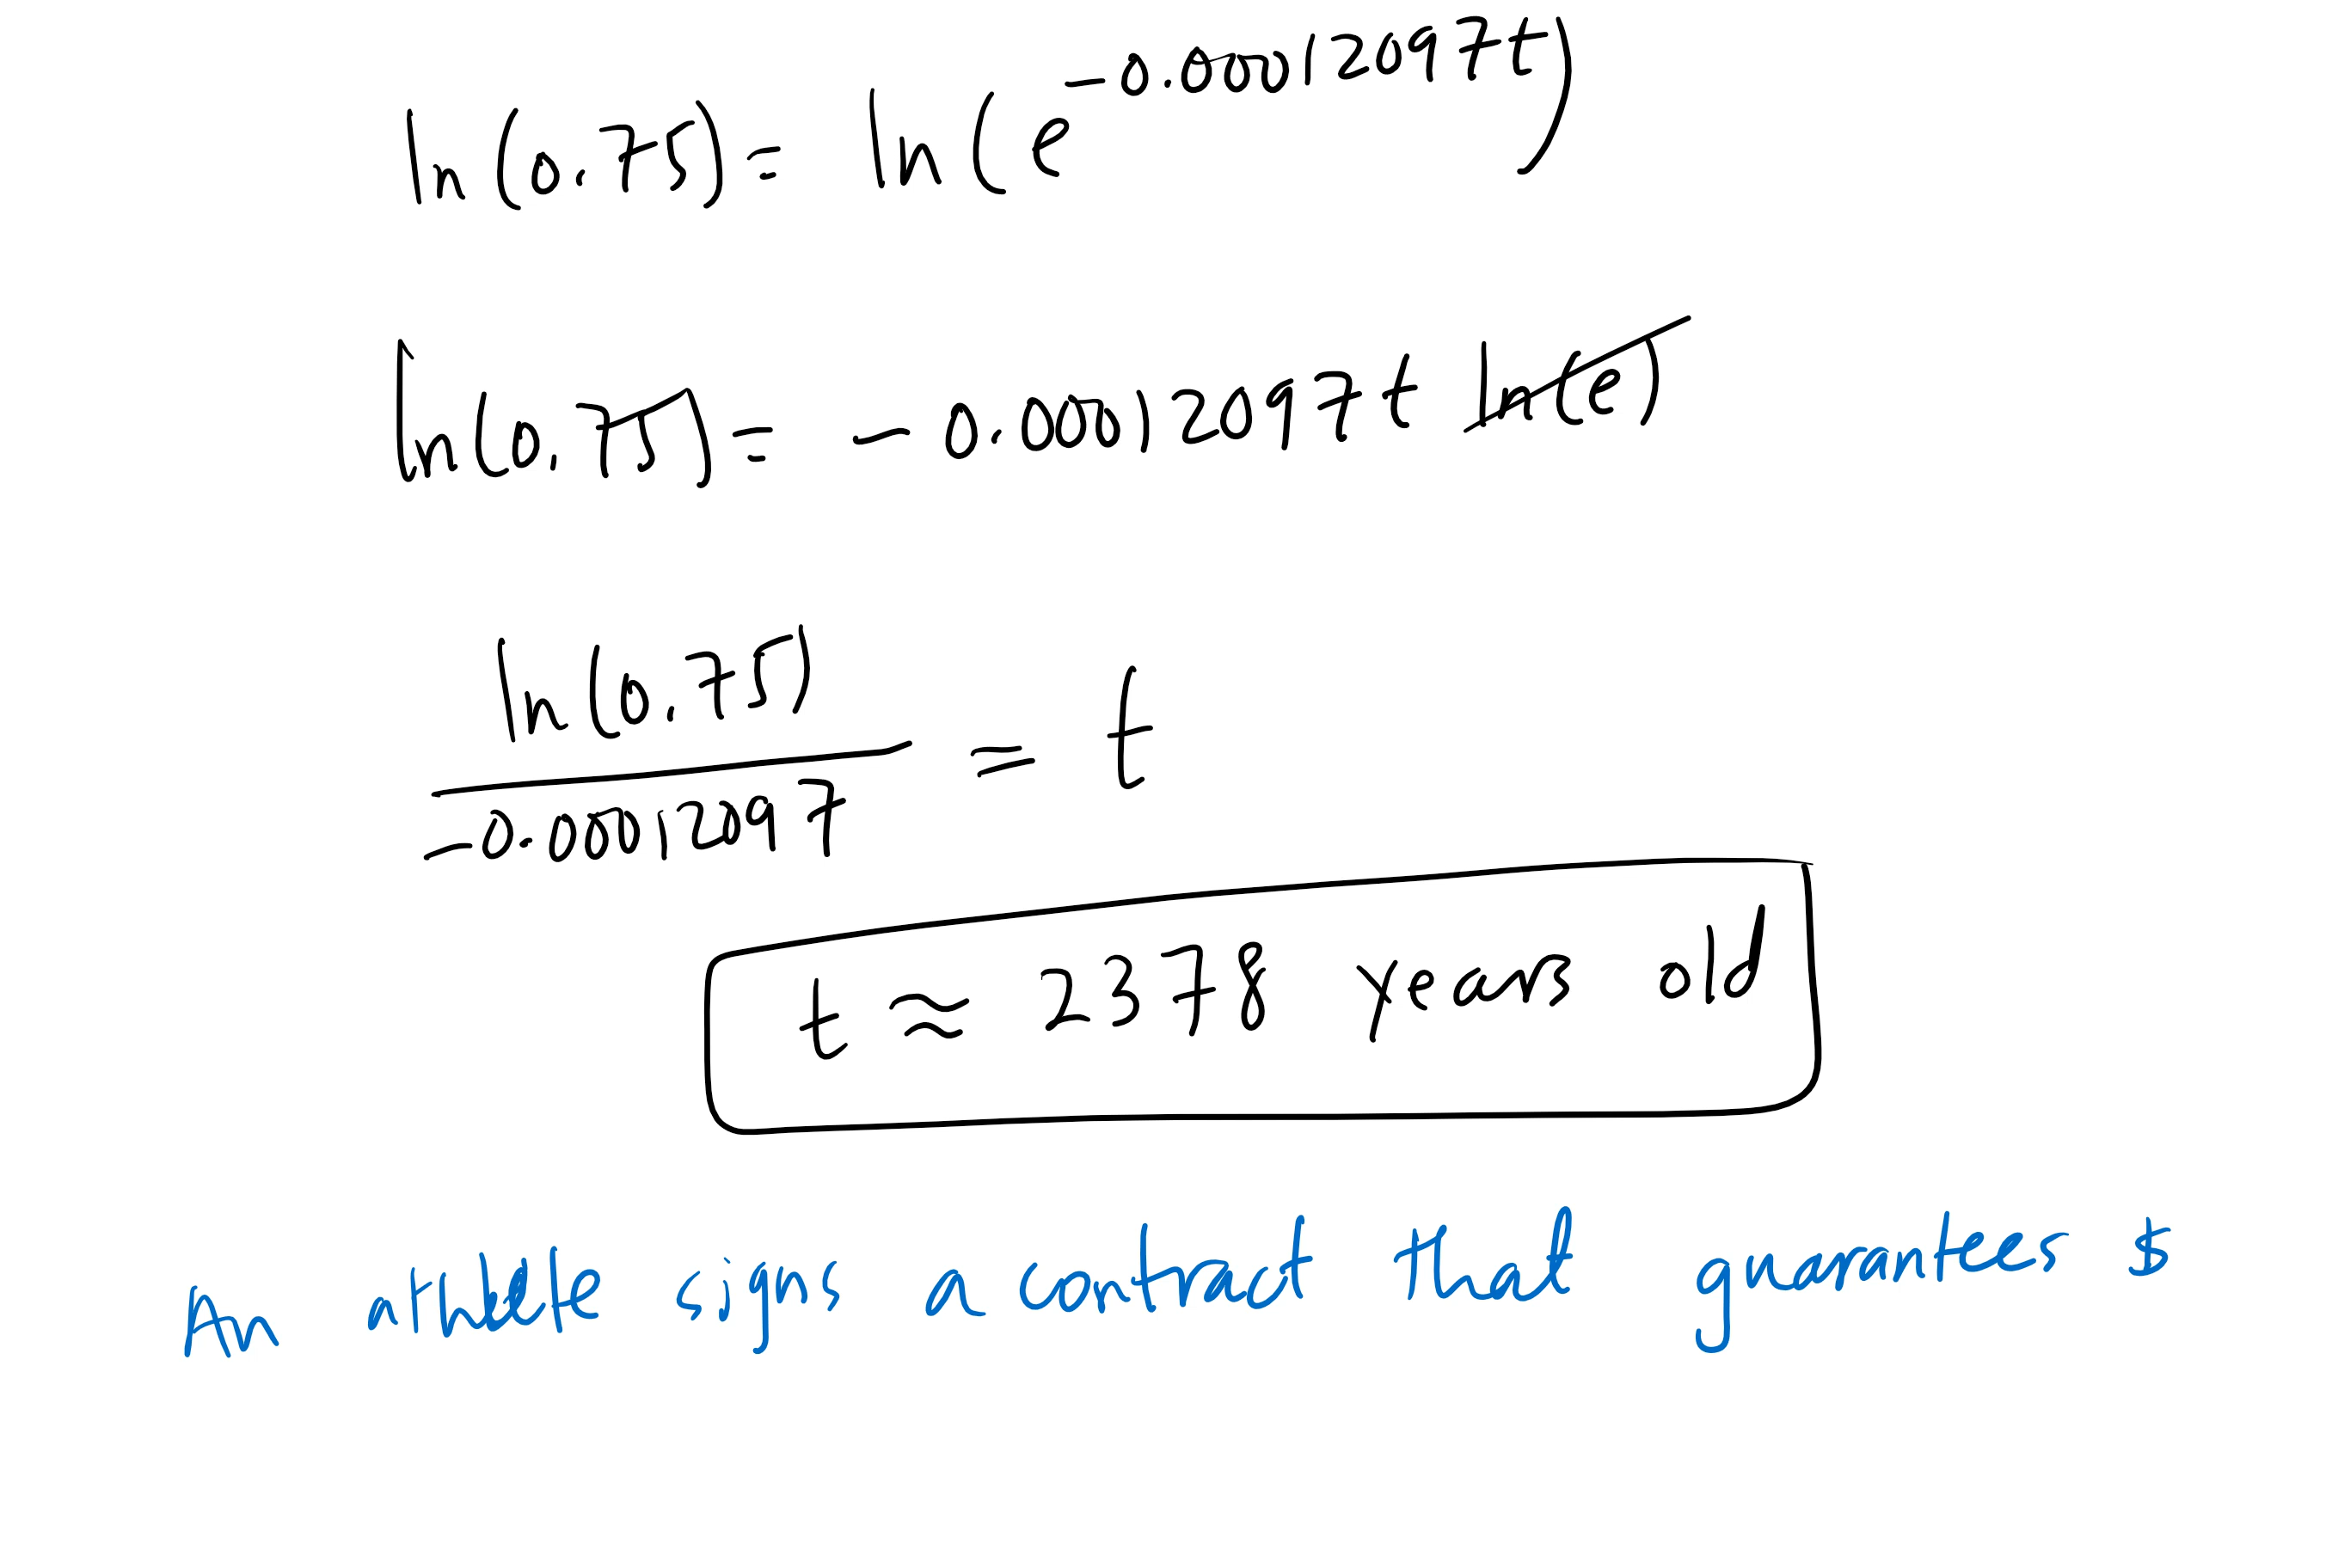 ln(0.75) = ln(e^-0.00012097t)
ln(0.75) = -0.00012097t ln(e)
ln(0.75)
-0.00012097 = t
t ≈ 2378 years old
An athlete signs a contract that guarantees $